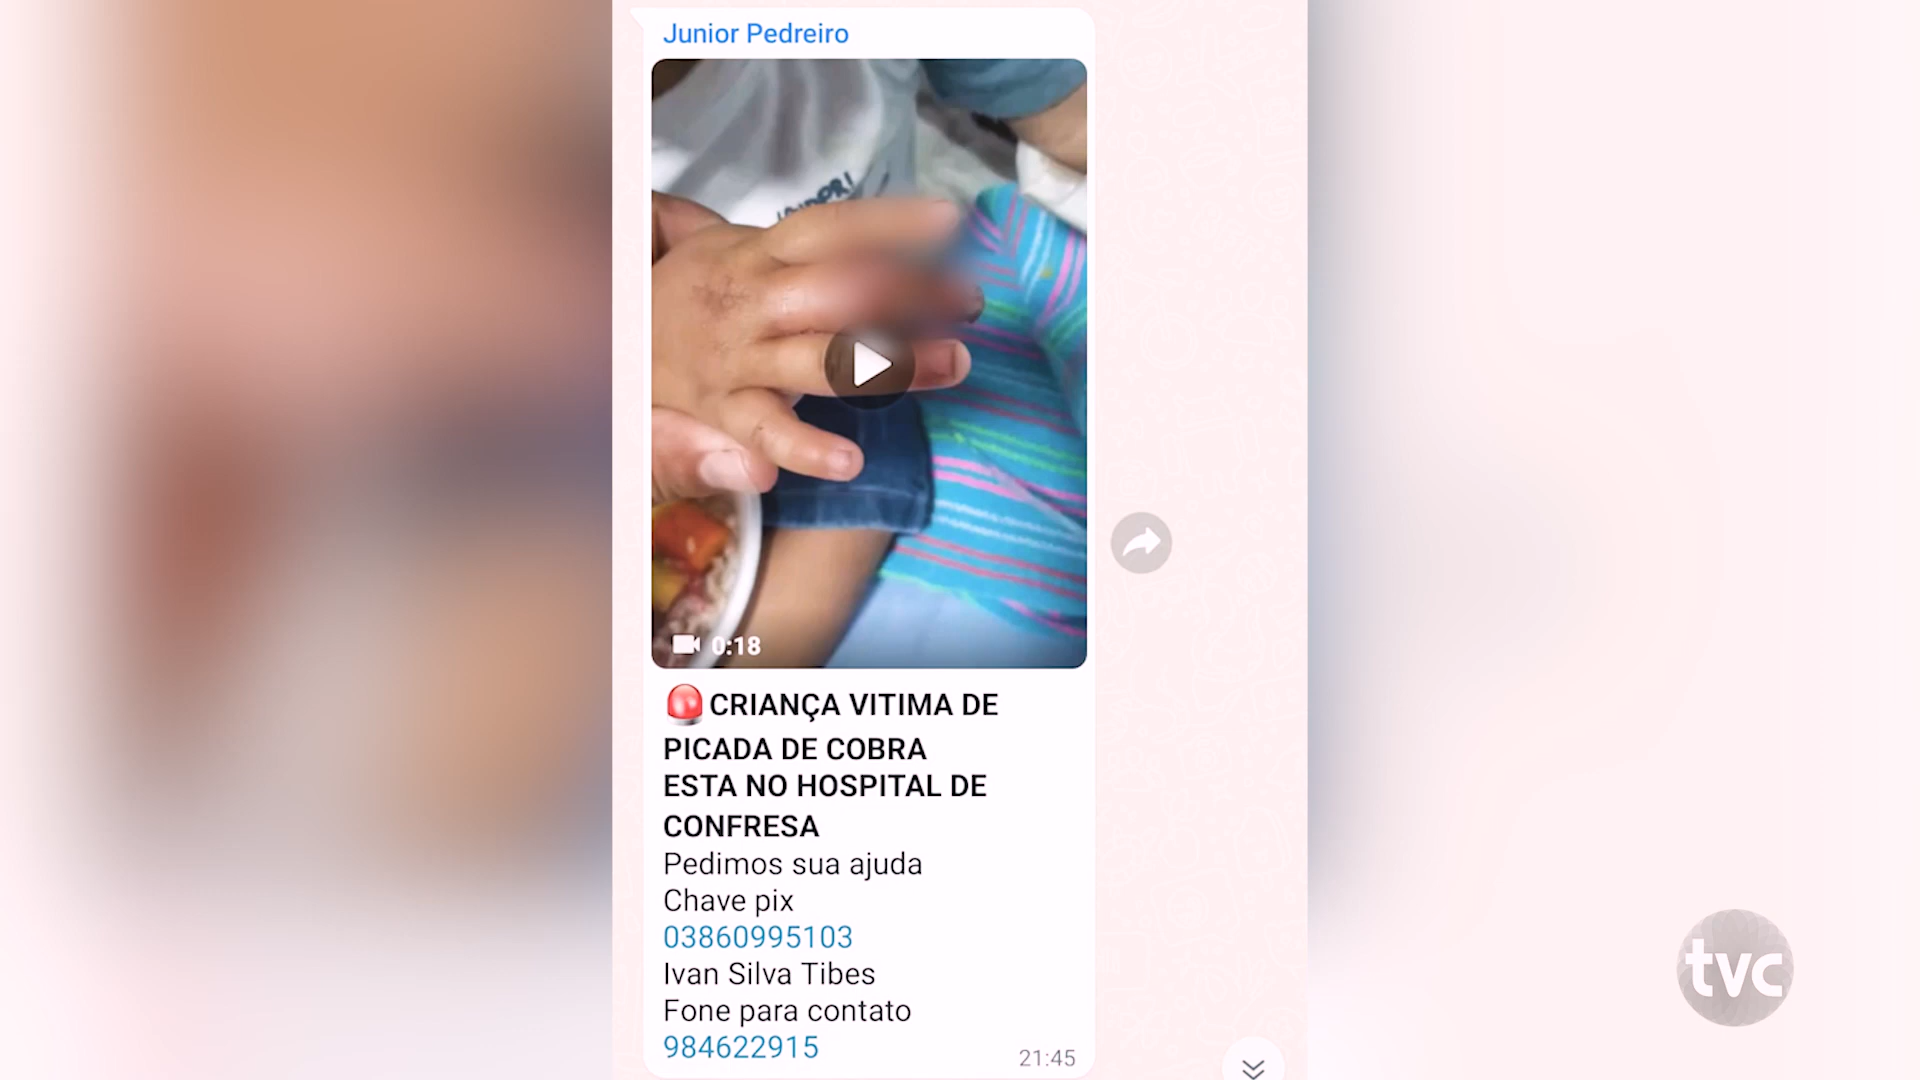 Junior Pedreiro
0:18
🚨CRIANÇA VITIMA DE
PICADA DE COBRA
ESTA NO HOSPITAL DE
CONFRESA
Pedimos sua ajuda
Chave pix
03860995103
Ivan Silva Tibes
Fone para contato
984622915
21:45
tvc